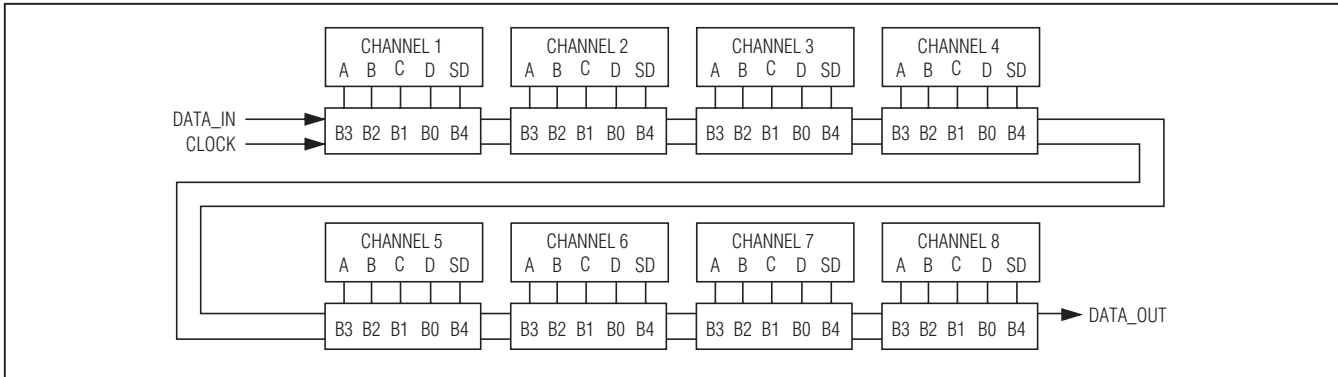 CHANNEL 1 CHANNEL 2 CHANNEL 3 CHANNEL 4
A B C D SD A B C D SD A B C D SD A B C D SD
DATA_IN
B3 B2 B1 B0 B4 B3 B2 B1 B0 B4 B3 B2 B1 B0 B4 B3 B2 B1 B0 B4
CLOCK
CHANNEL 5 CHANNEL 6 CHANNEL 7 CHANNEL 8
A B C D SD A B C D SD A B C D SD A B C D SD
DATA_OUT
B3 B2 B1 B0 B4 B3 B2 B1 B0 B4 B3 B2 B1 B0 B4 B3 B2 B1 B0 B4